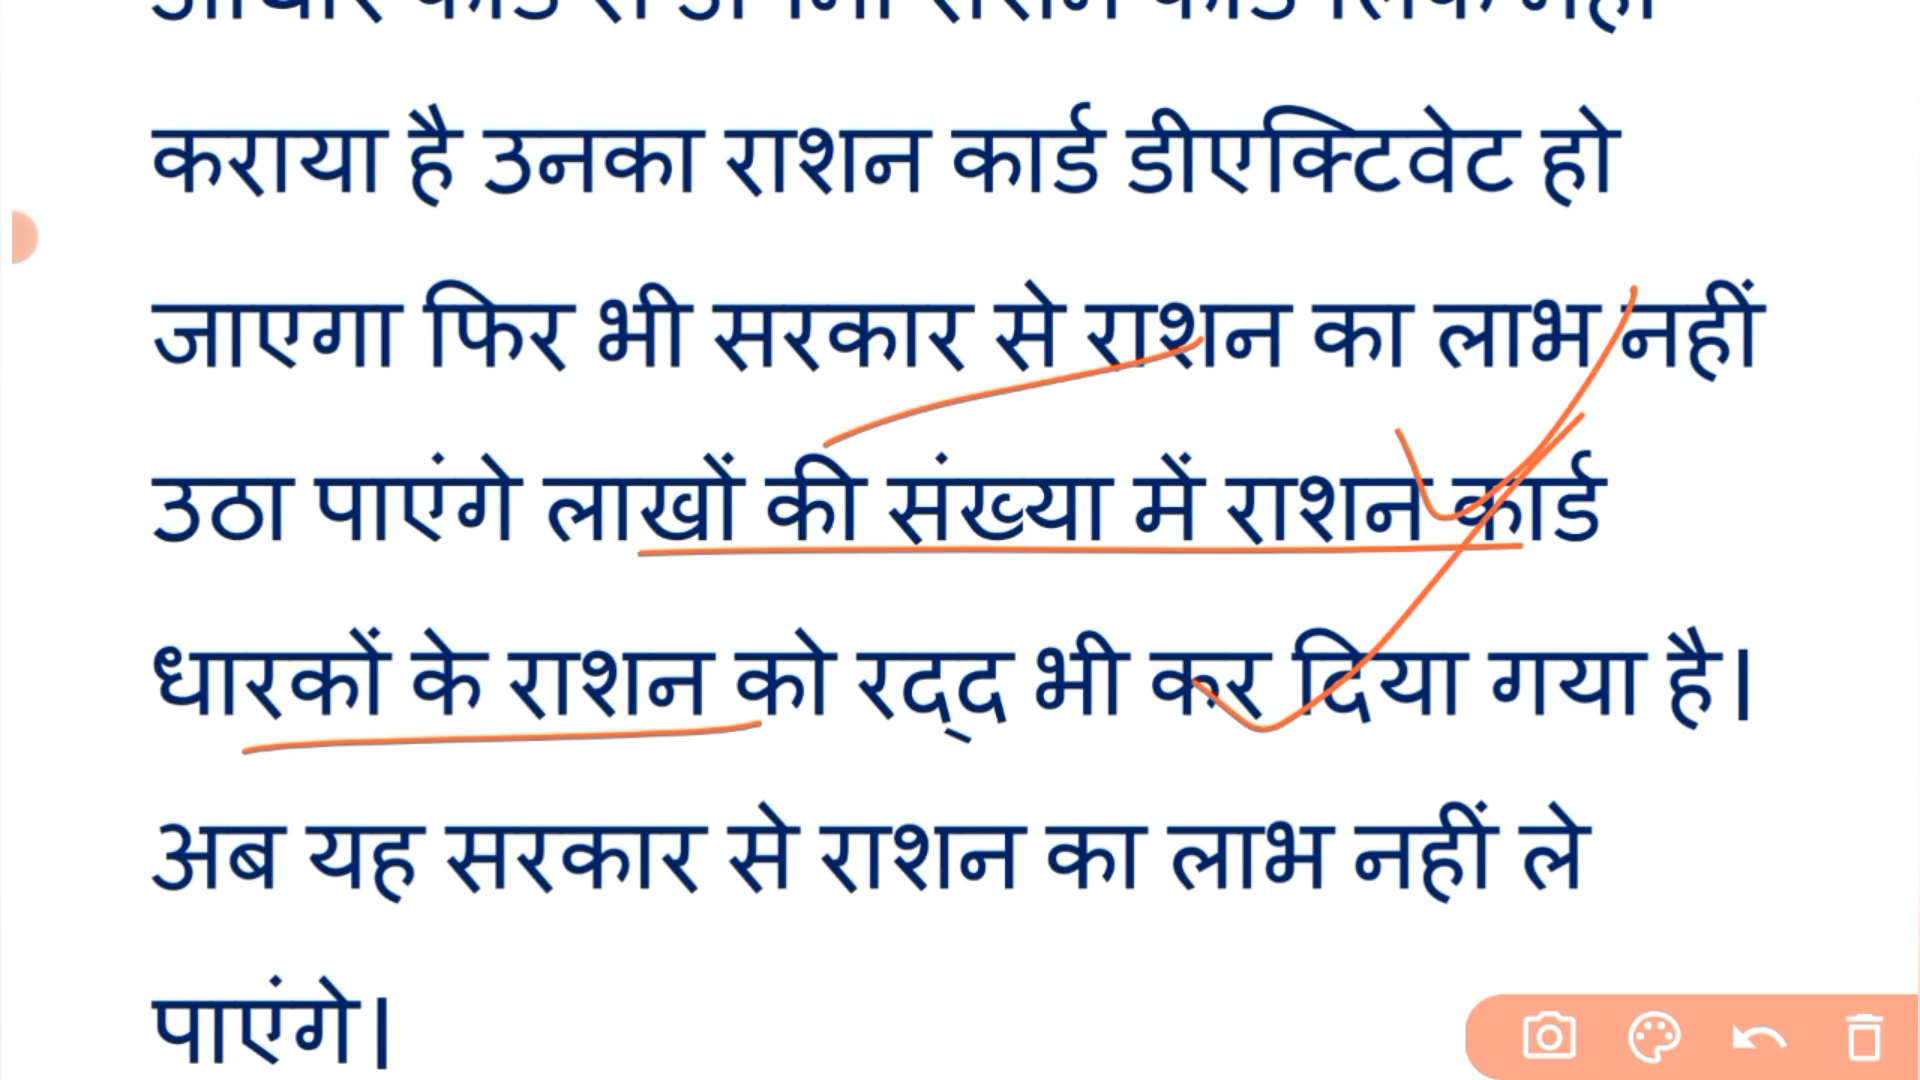 कराया है उनका राशन कार्ड डीएक्टिवेट हो
जाएगा फिर भी सरकार से राशन का लाभ नहीं
उठा पाएंगे लाखों की संख्या में राशन कार्ड
धारकों के राशन को रद्द भी कर दिया गया है।
अब यह सरकार से राशन का लाभ नहीं ले
पाएंगे।